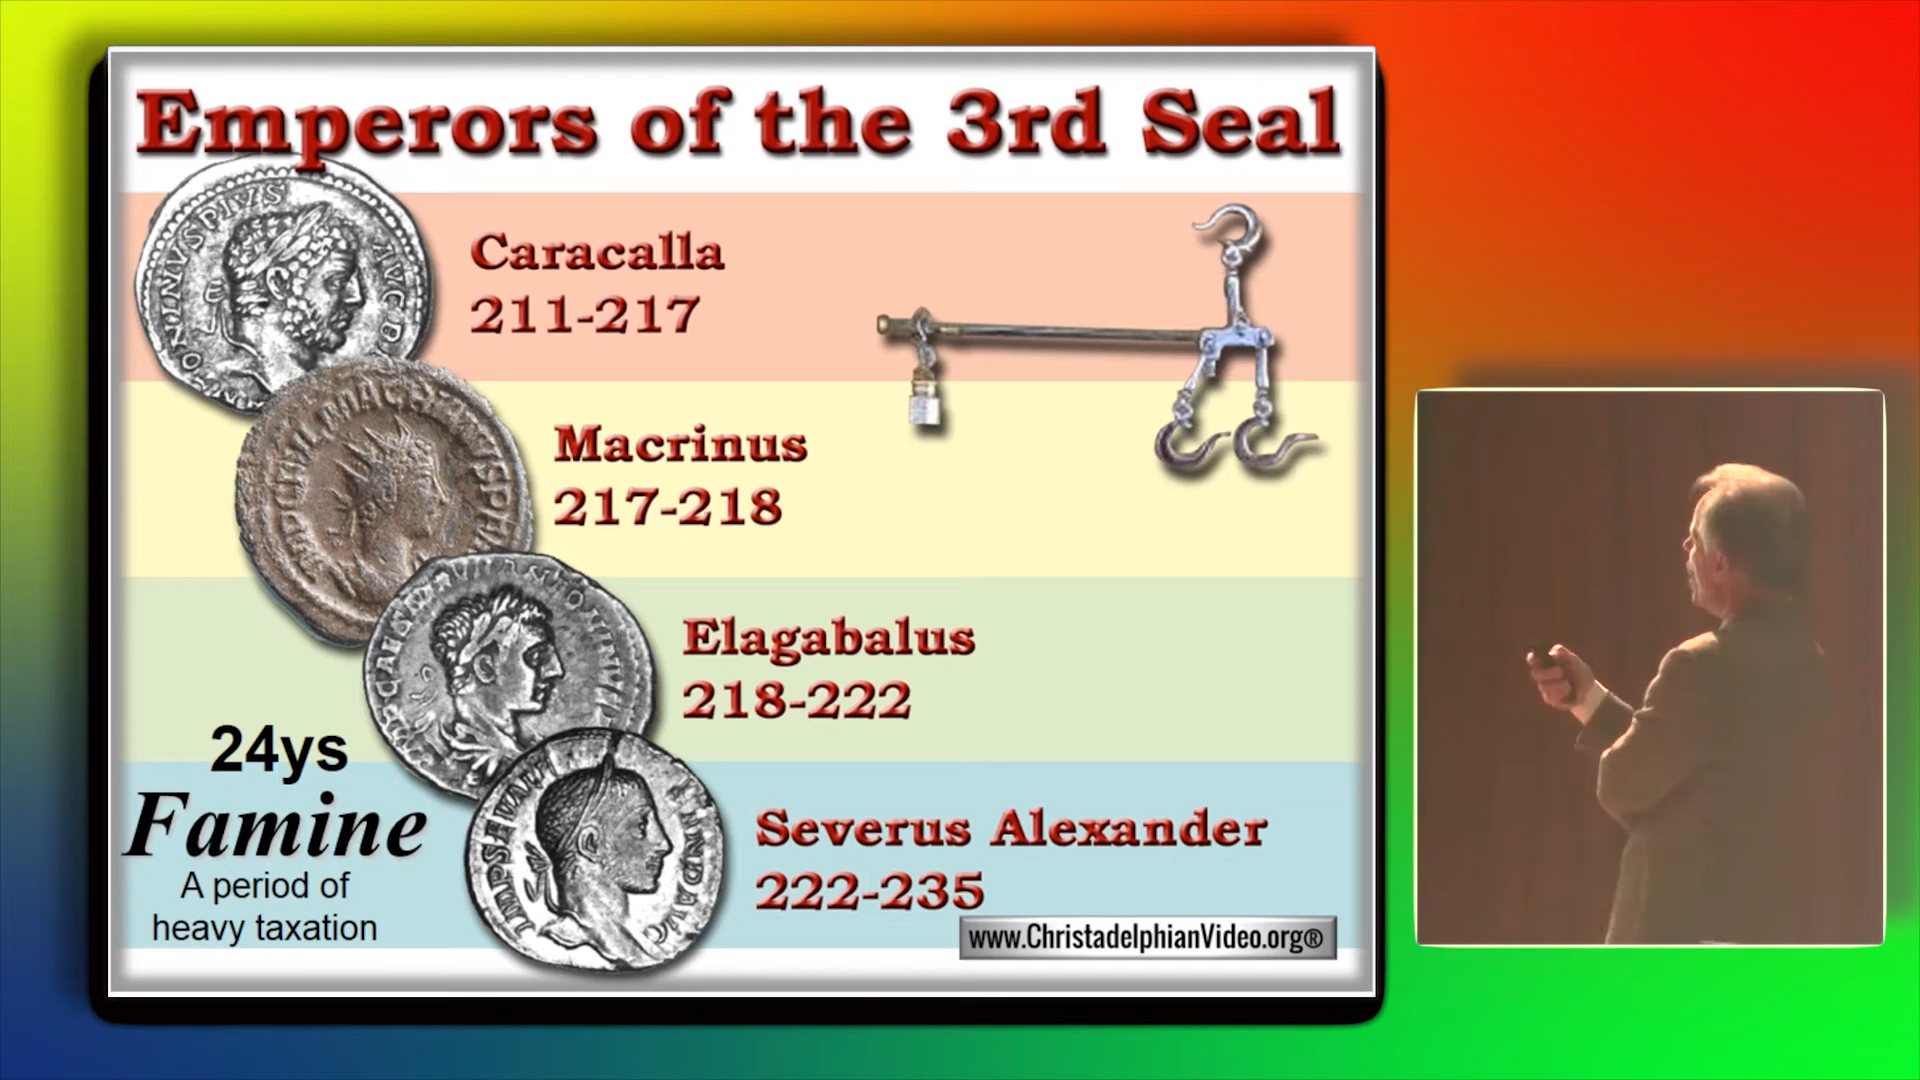 Emperors of the 3rd Seal
Caracalla
211-217
Macrinus
217-218
Elagabalus
218-222
24ys
Famine
A period of
heavy taxation
Severus Alexander
222-235
www.ChristadelphianVideo.org®